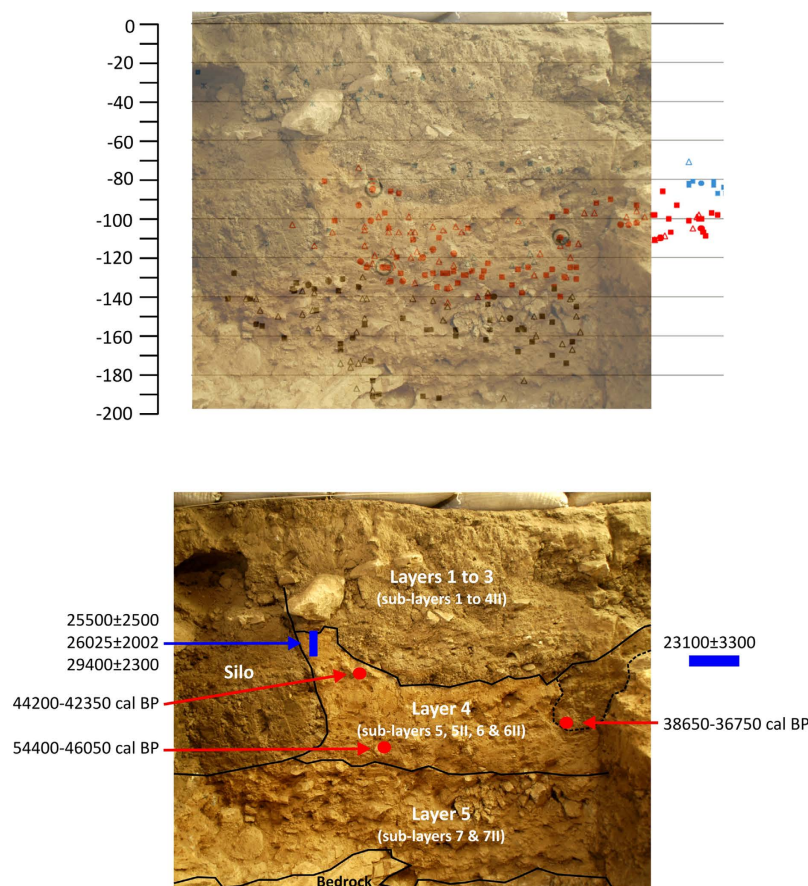 0
-20
-40
-60
-80
-100
-120
-140
-160
-180
-200
Layers 1 to 3
(sub-layers 1 to 4II)
25500±2500
26025±2002
29400±2300
23100±3300
Silo
44200-42350 cal BP
Layer 4
(sub-layers 5, 5II, 6 & 6II)
38650-36750 cal BP
54400-46050 cal BP
Layer 5
(sub-layers 7 & 7II)
Bedrock